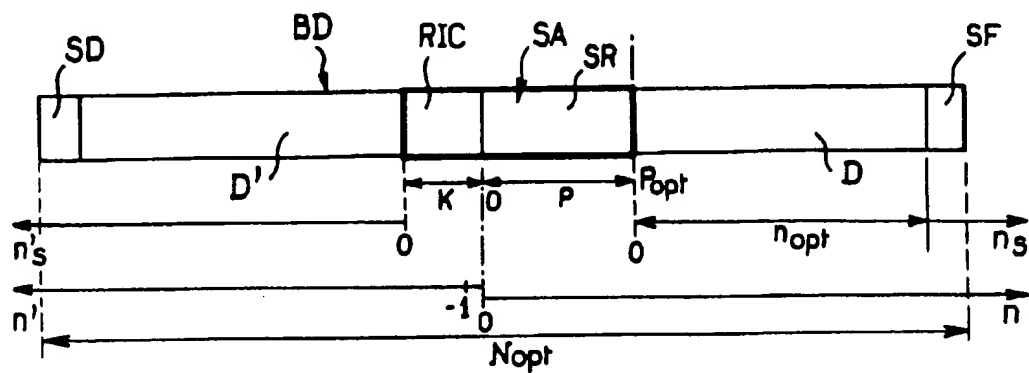 SD BD RIC SA SR SF
D' D
K 0 P Popt
n's 0 0 nopt ns
n' -1 0 n
Nopt